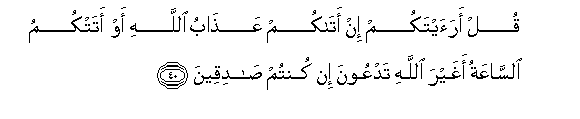 قُلْ أَرَءَيْتَكُمْ إِنْ أَتَىٰكُمْ عَذَابُ ٱللَّهِ أَوْ أَتَتْكُمُ
ٱلسَّاعَةُ أَغَيْرَ ٱللَّهِ تَدْعُونَ إِن كُنتُمْ صَـٰدِقِينَ ٤٠